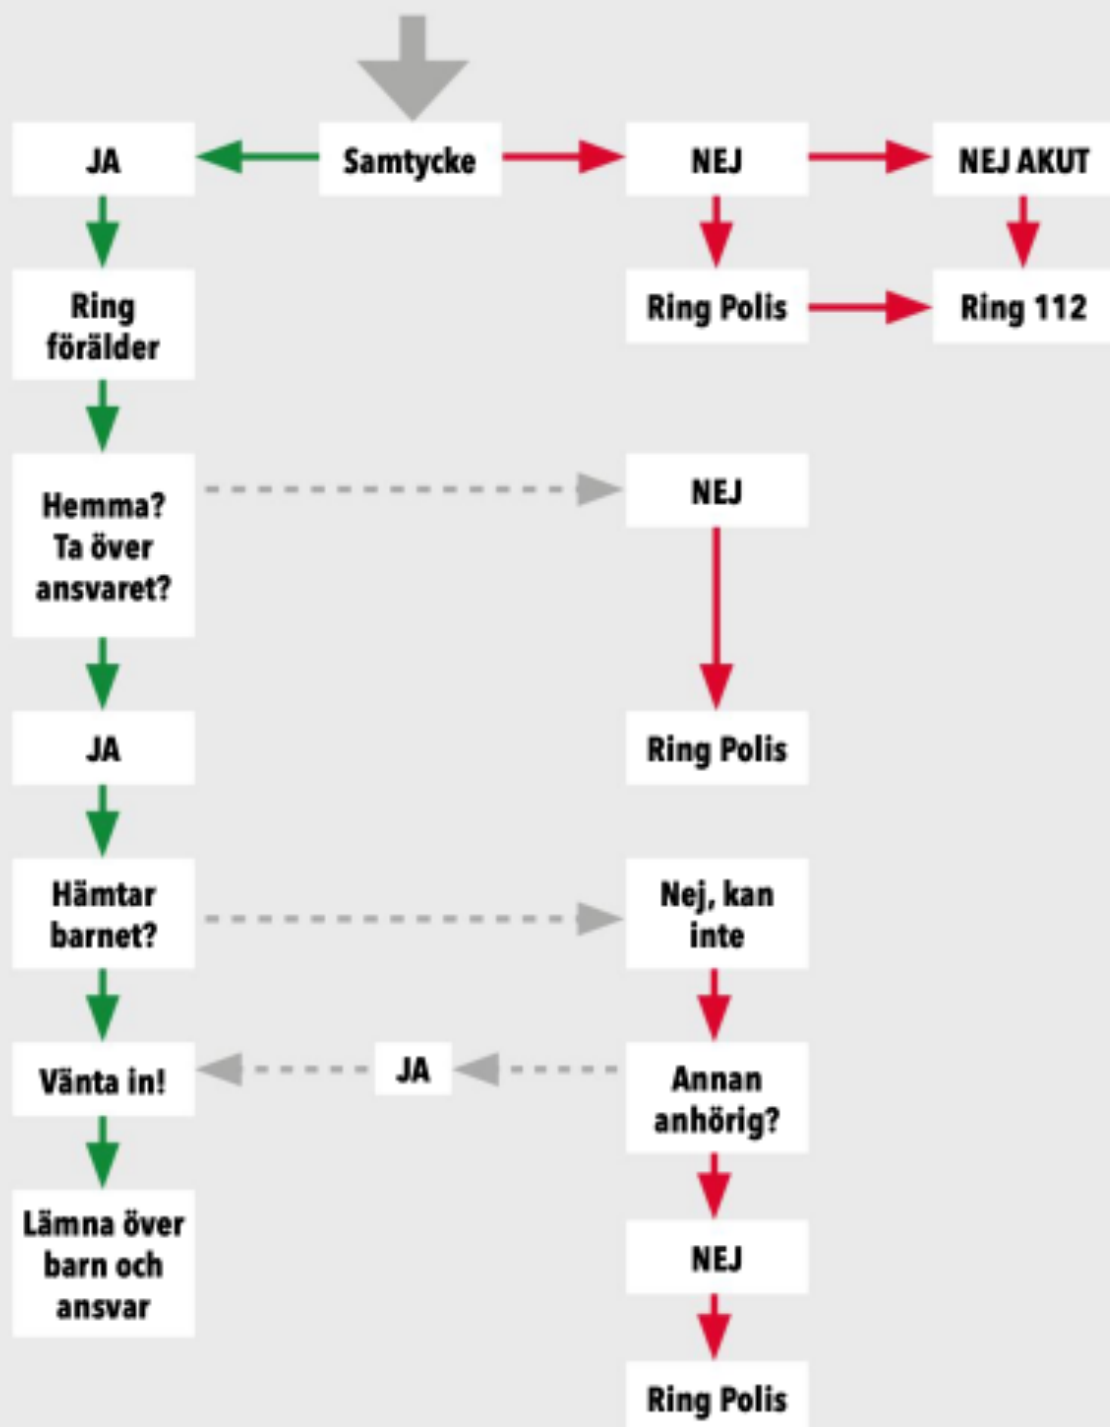 JA
Samtycke
NEJ
NEJ AKUT
Ring
förälder
Ring Polis
Ring 112
Hemma?
Ta över
ansvaret?
NEJ
JA
Ring Polis
Hämtar
barnet?
Nej, kan
inte
Vänta in!
JA
Annan
anhörig?
Lämna över
barn och
ansvar
NEJ
Ring Polis